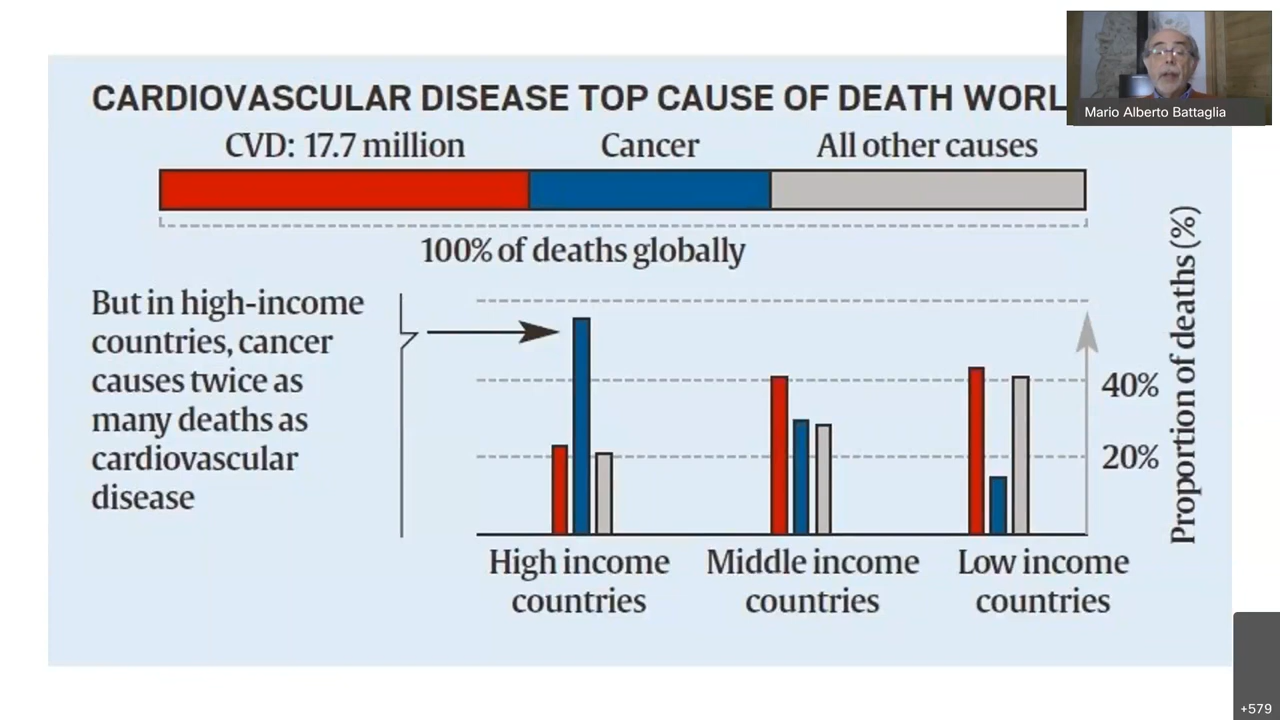 CARDIOVASCULAR DISEASE TOP CAUSE OF DEATH
Mario Alberto Battaglia
CVD: 17.7 million
Cancer
All other causes
100% of deaths globally
But in high-income
countries, cancer
causes twice as
many deaths as
cardiovascular
disease
40%
20%
Proportion of deaths (%)
High income
countries
Middle income
countries
Low income
countries
+579